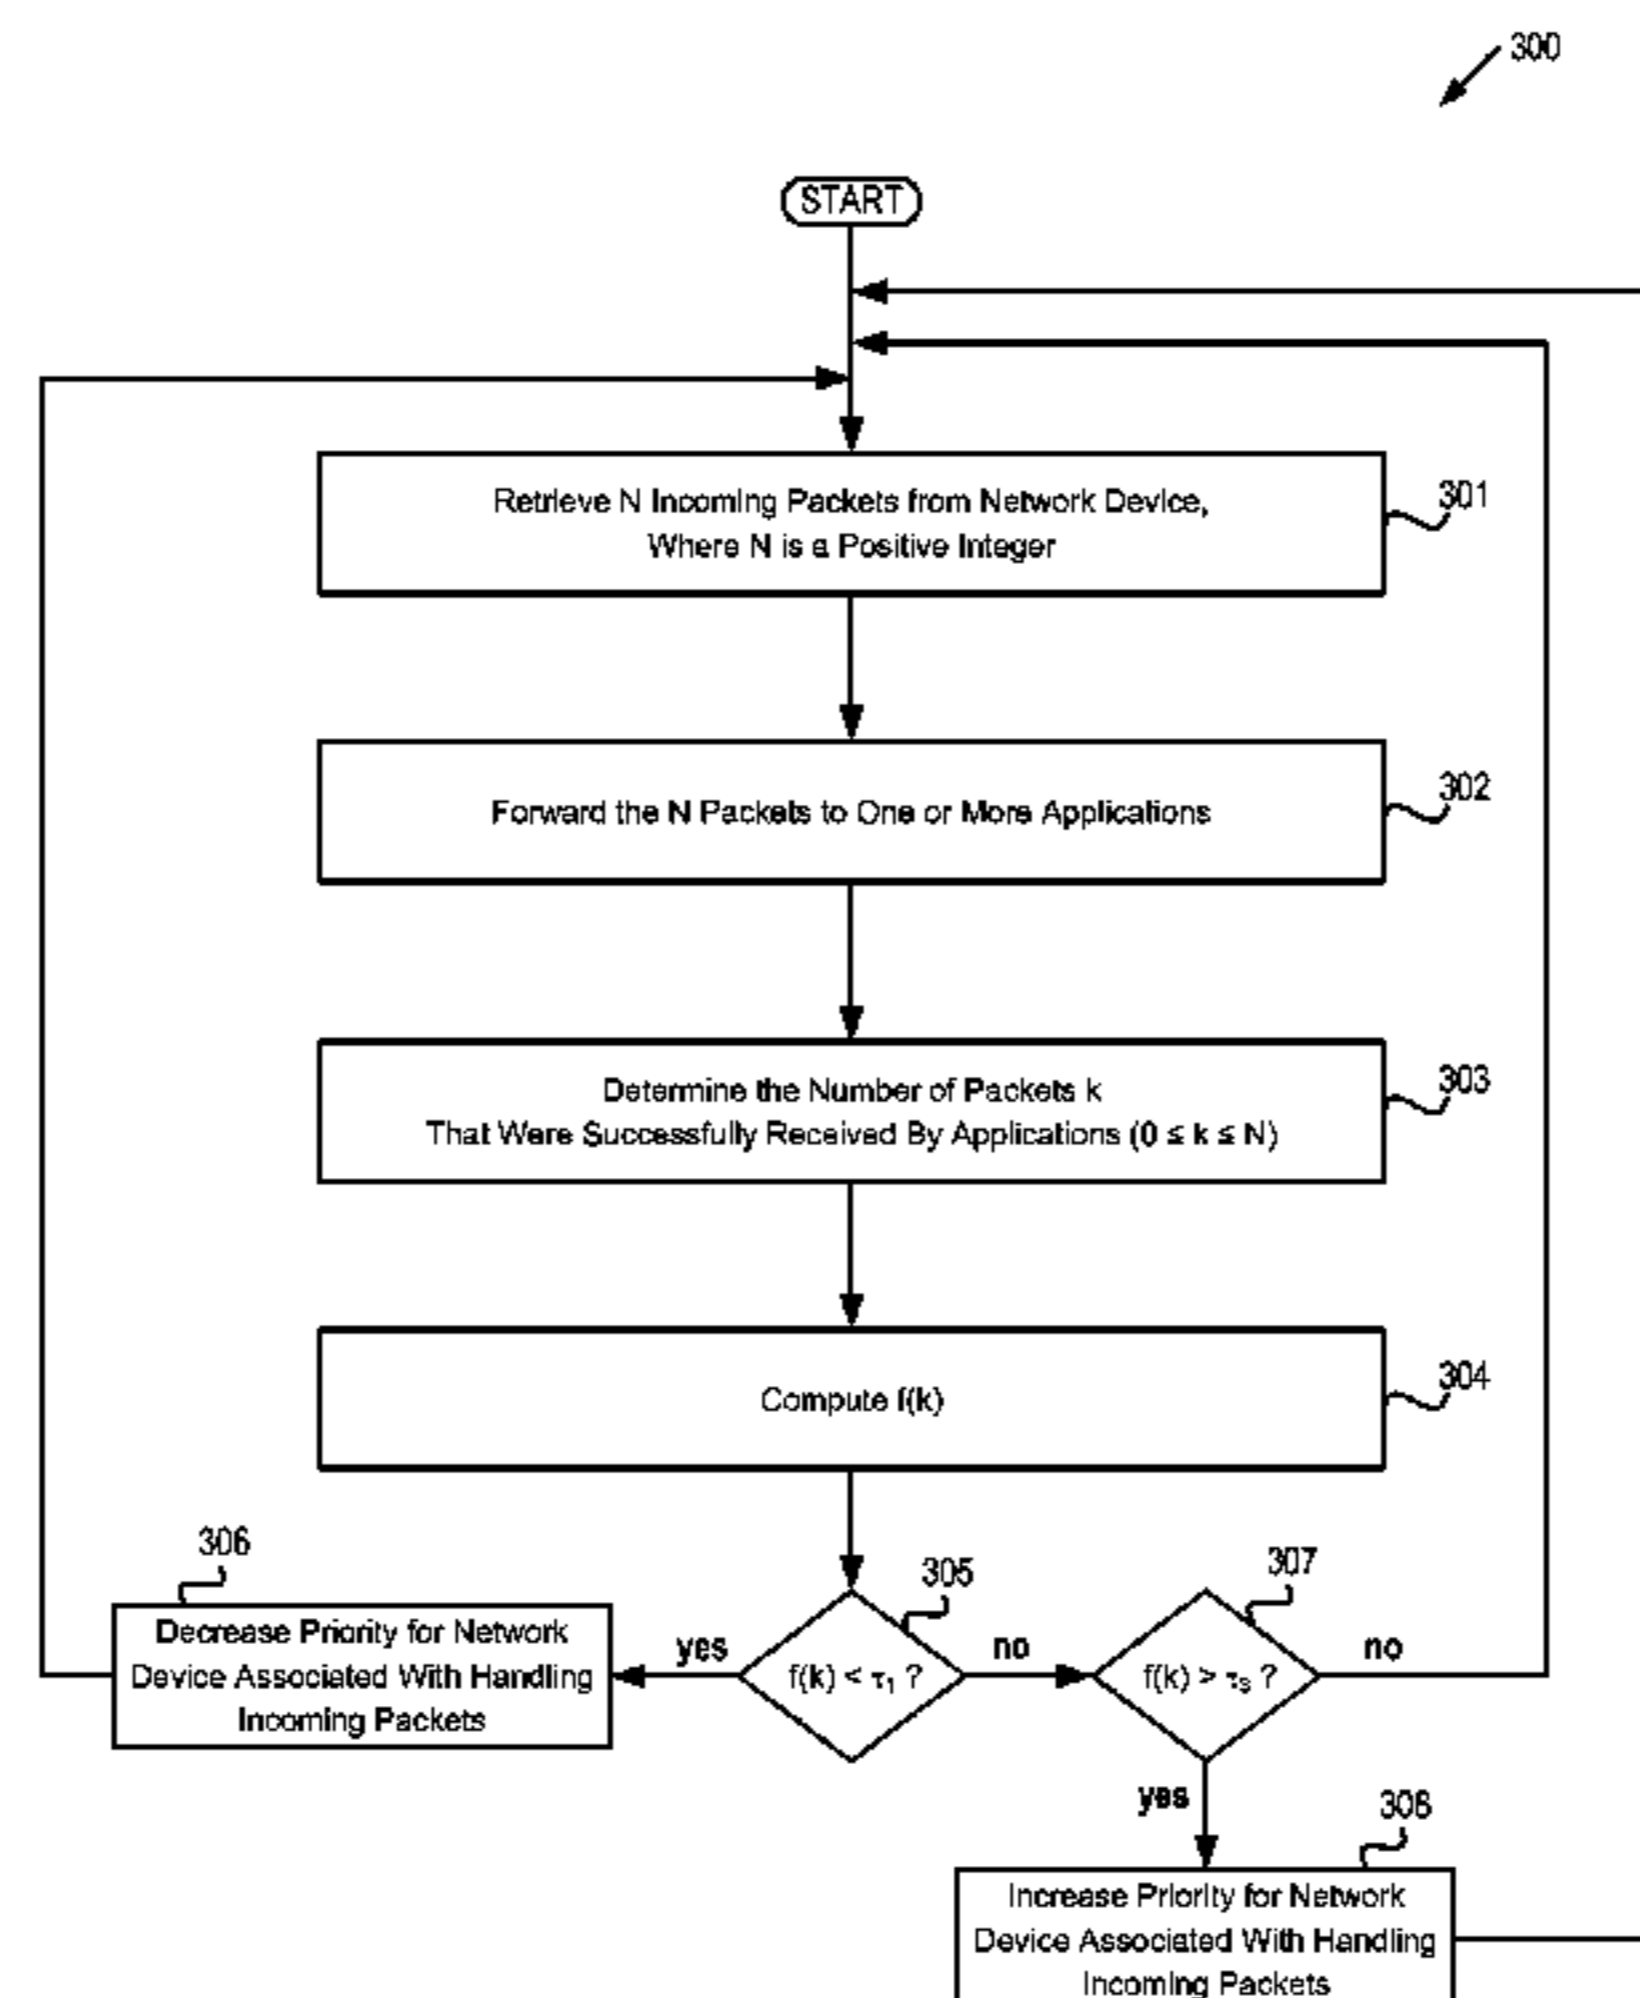 300
START
Retrieve N Incoming Packets from Network Device,
Where N is a Positive Integer
301
Forward the N Packets to One or More Applications
302
Determine the Number of Packets k
That Were Successfully Received By Applications (0 ≤ k ≤ N)
303
Compute f(k)
304
306
Decrease Priority for Network
Device Associated With Handling
Incoming Packets
yes
305
f(k) < τ₁ ?
no
307
f(k) > τ₃ ?
no
yes
308
Increase Priority for Network
Device Associated With Handling
Incoming Packets